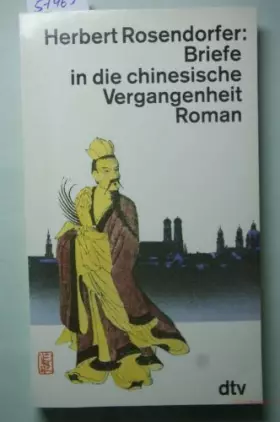 Herbert Rosendorfer:
Briefe
in die chinesische
Vergangenheit
Roman
dtv